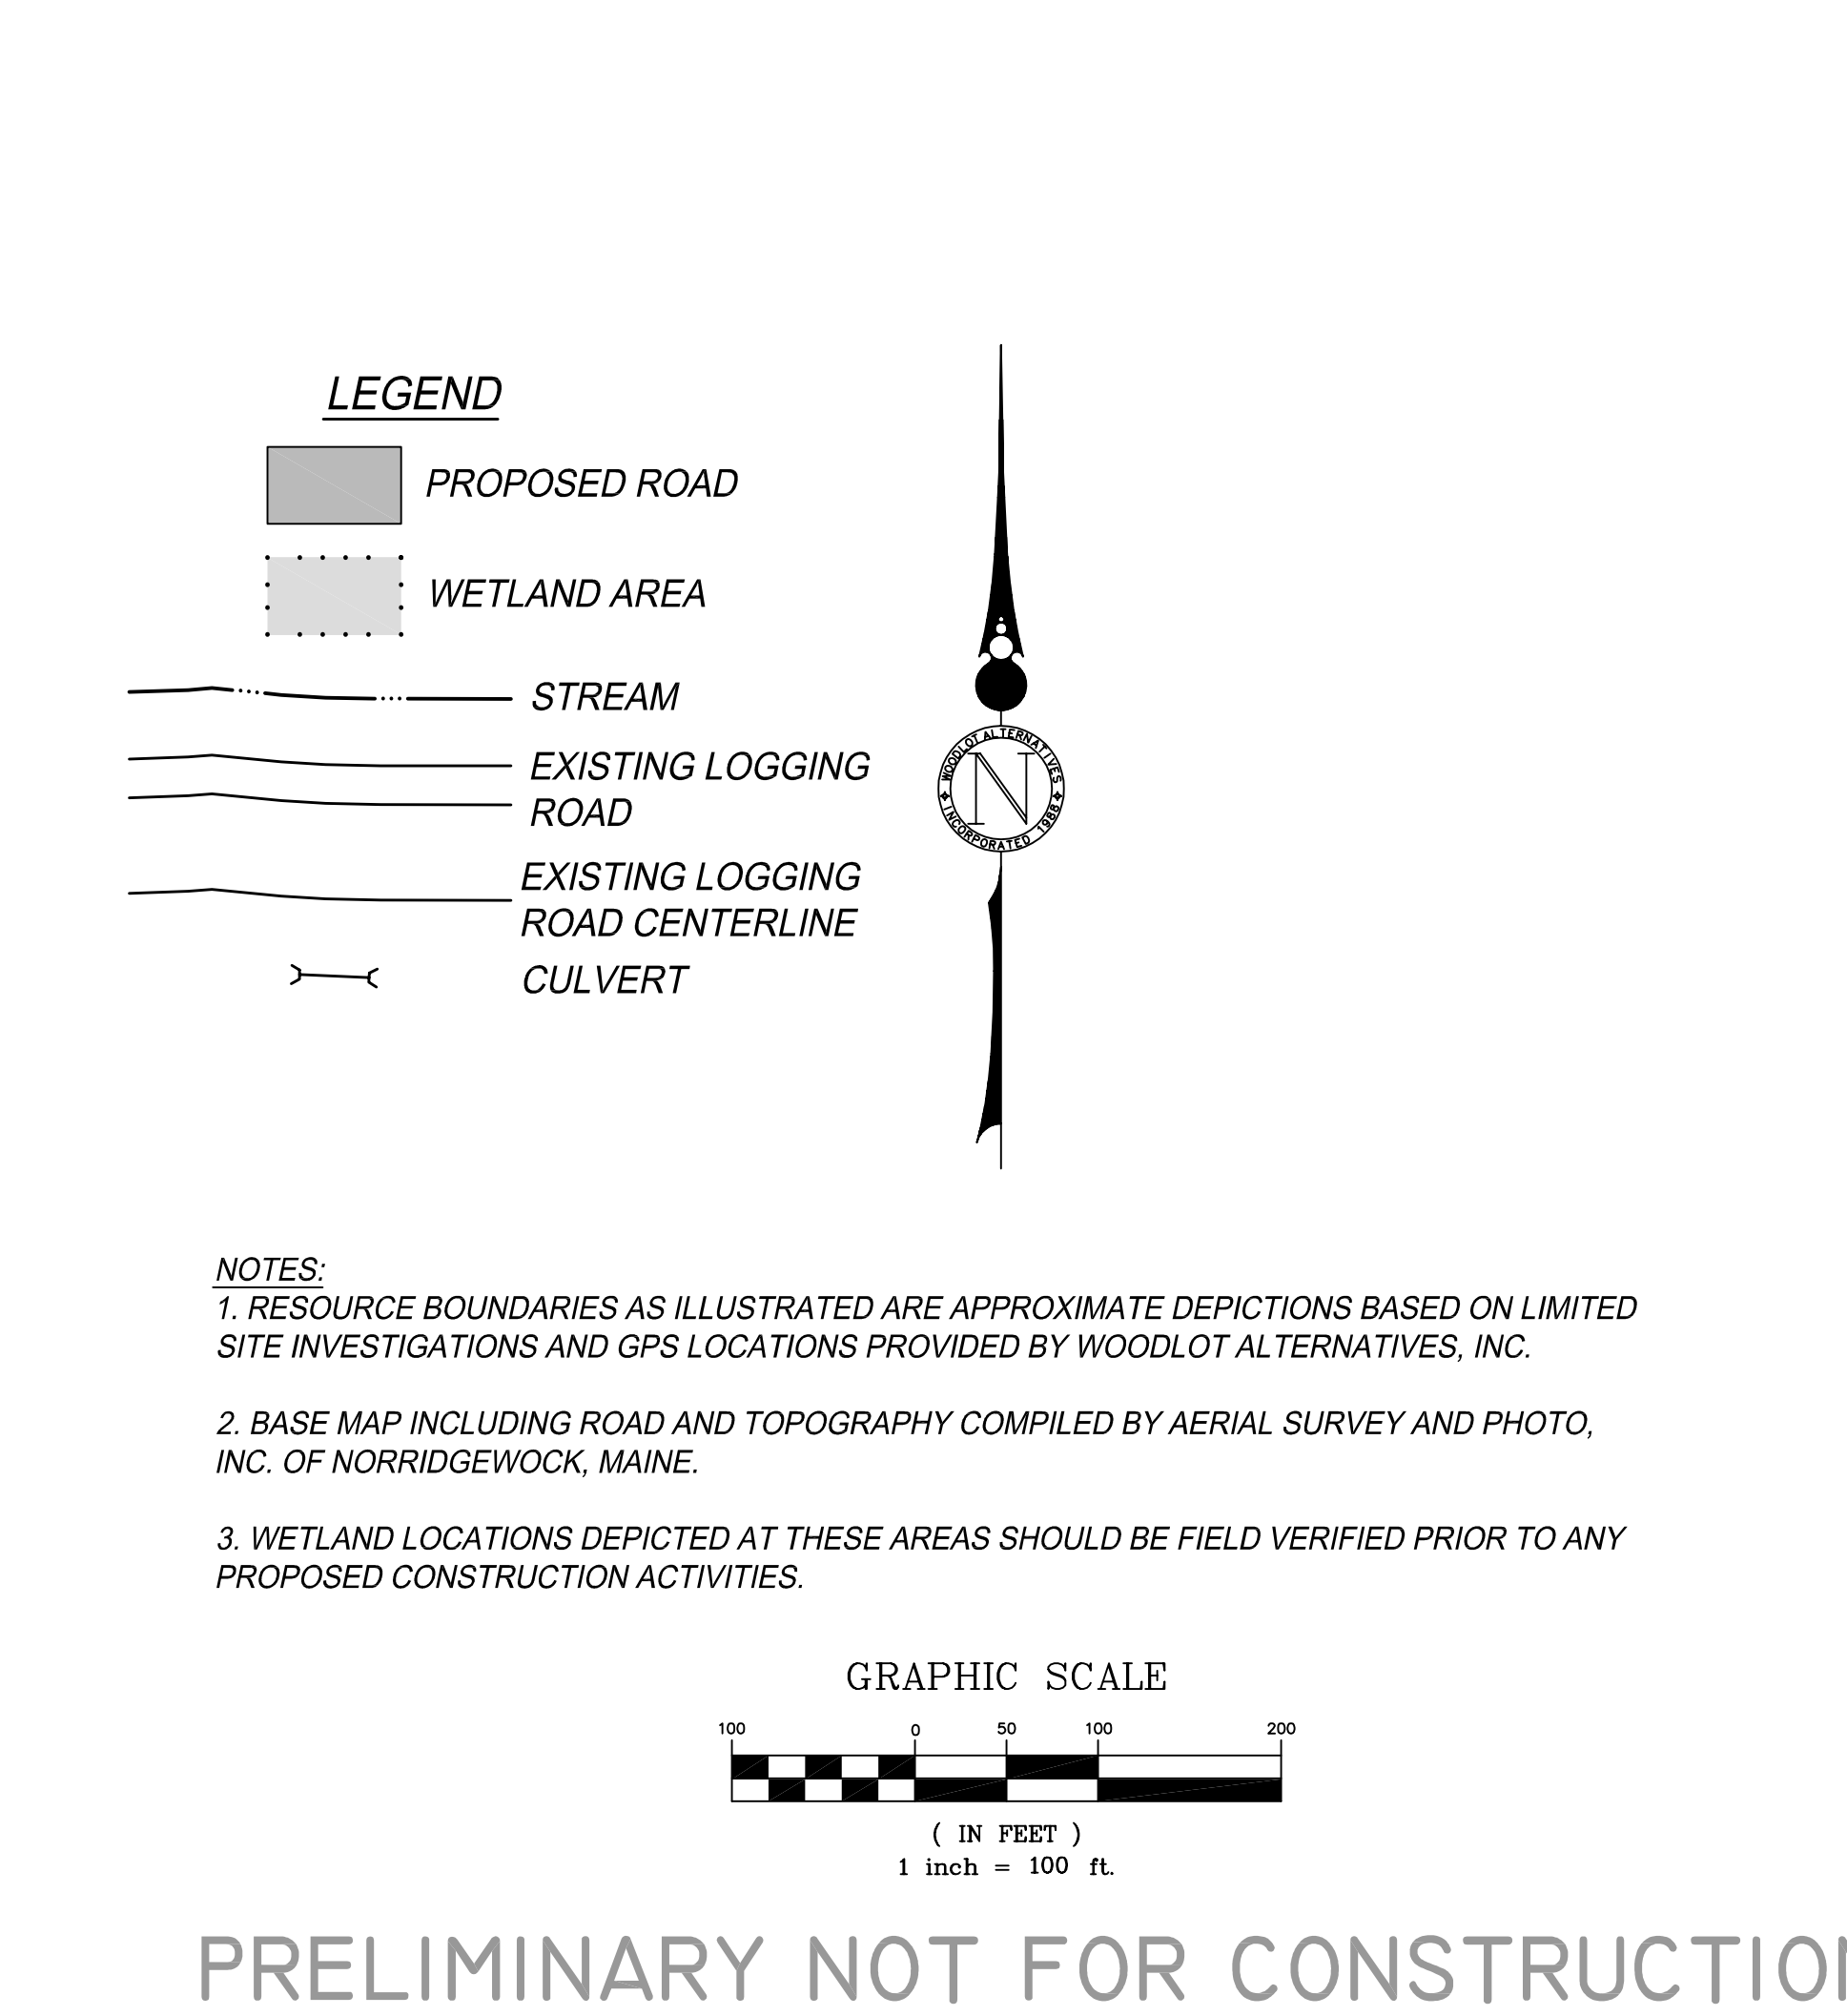 LEGEND
PROPOSED ROAD
WETLAND AREA
STREAM
EXISTING LOGGING
ROAD
EXISTING LOGGING
ROAD CENTERLINE
CULVERT
WOODLOT ALTERNATIVES
N
INCORPORATED 1988
NOTES:
1. RESOURCE BOUNDARIES AS ILLUSTRATED ARE APPROXIMATE DEPICTIONS BASED ON LIMITED
SITE INVESTIGATIONS AND GPS LOCATIONS PROVIDED BY WOODLOT ALTERNATIVES, INC.
2. BASE MAP INCLUDING ROAD AND TOPOGRAPHY COMPILED BY AERIAL SURVEY AND PHOTO,
INC. OF NORRIDGEWOCK, MAINE.
3. WETLAND LOCATIONS DEPICTED AT THESE AREAS SHOULD BE FIELD VERIFIED PRIOR TO ANY
PROPOSED CONSTRUCTION ACTIVITIES.
GRAPHIC SCALE
100 0 50 100 200
( IN FEET )
1 inch = 100 ft.
PRELIMINARY NOT FOR CONSTRUCTION